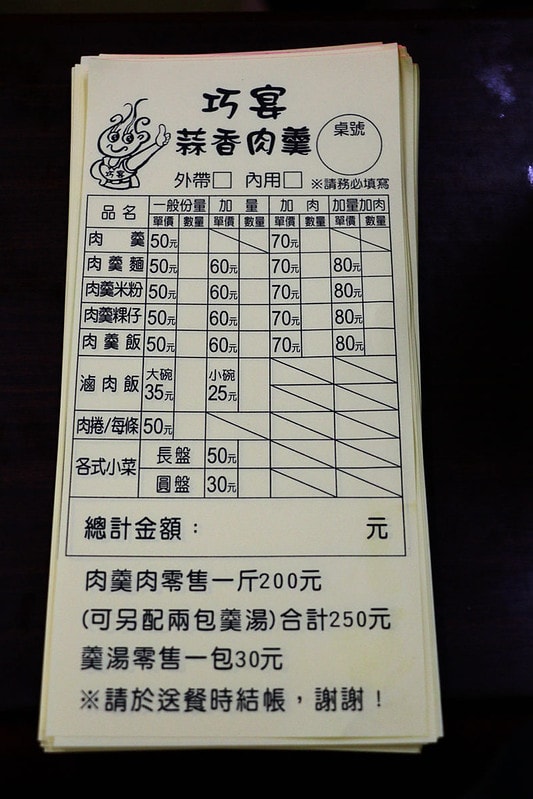 巧宴
蒜香肉羹
桌號
巧宴
外帶□ 內用□ ※請務必填寫
品名 一般份量 加量 加肉 加量加肉
單價 數量 單價 數量 單價 數量 單價 數量
肉羹 50元 70元
肉羹麵 50元 60元 70元 80元
肉羹米粉 50元 60元 70元 80元
肉羹粿仔 50元 60元 70元 80元
肉羹飯 50元 60元 70元 80元
滷肉飯 大碗 35元 小碗 25元
肉捲/每條 50元
各式小菜 長盤 50元
圓盤 30元
總計金額: 元
肉羹肉零售一斤200元
(可另配兩包羹湯)合計250元
羹湯零售一包30元
※請於送餐時結帳,謝謝!